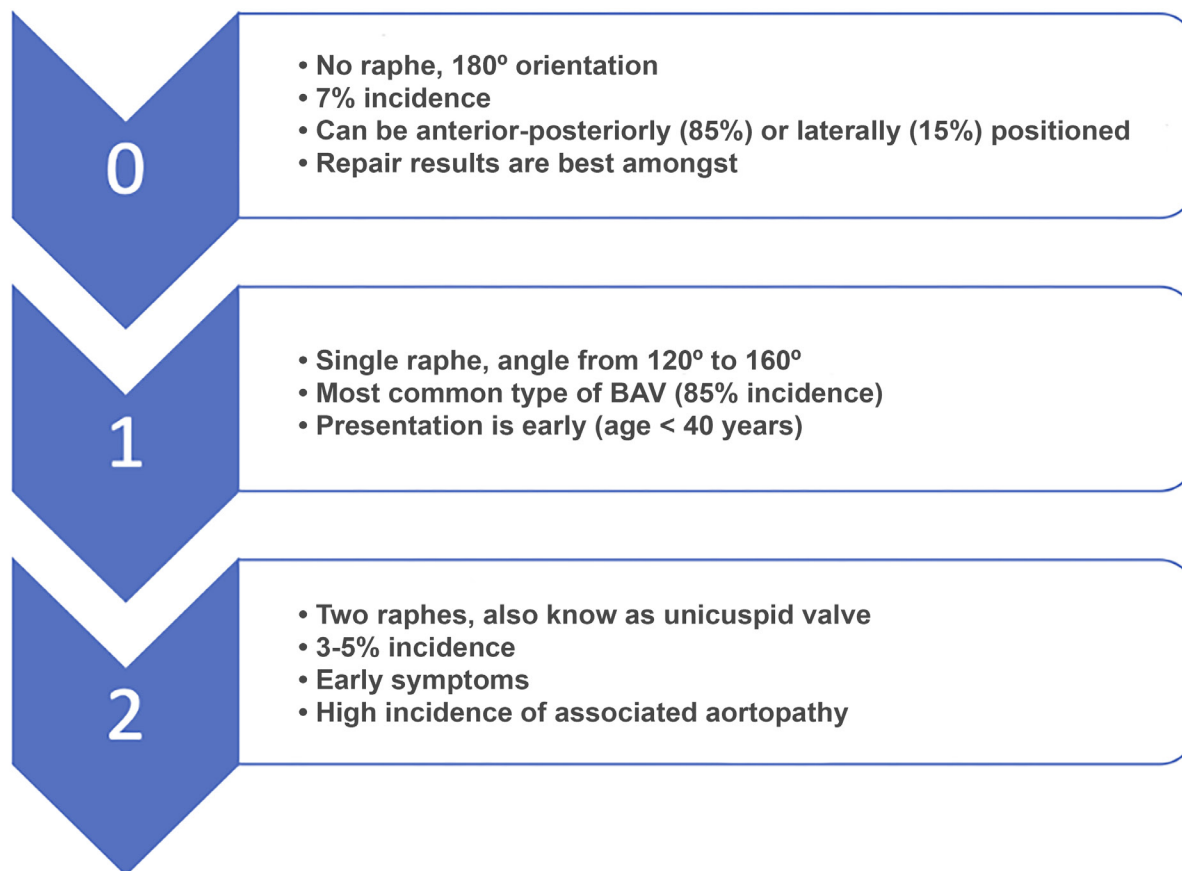 0
• No raphe, 180º orientation
• 7% incidence
• Can be anterior-posteriorly (85%) or laterally (15%) positioned
• Repair results are best amongst
1
• Single raphe, angle from 120º to 160º
• Most common type of BAV (85% incidence)
• Presentation is early (age < 40 years)
2
• Two raphes, also know as unicuspid valve
• 3-5% incidence
• Early symptoms
• High incidence of associated aortopathy